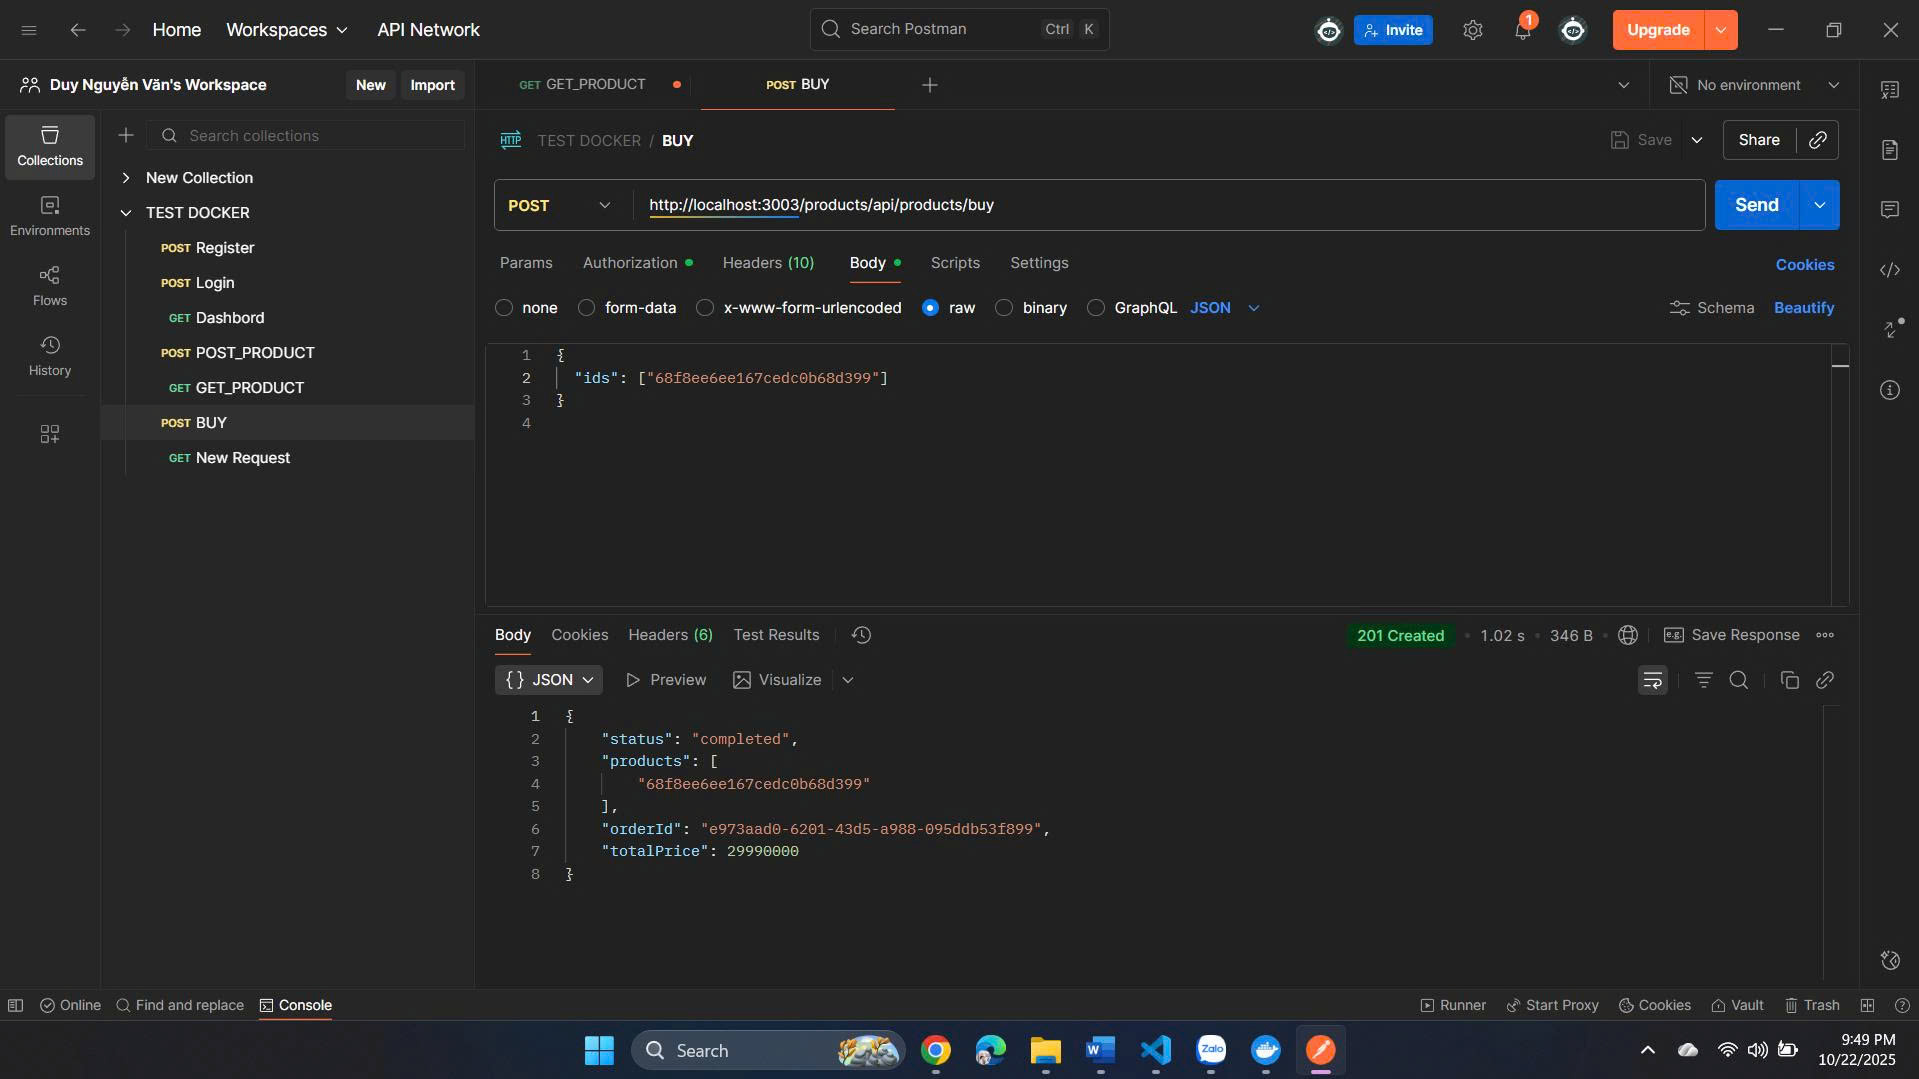 Home
Workspaces
API Network
Search Postman
Ctrl K
Invite
1
Upgrade
Duy Nguyễn Văn's Workspace
New
Import
GET GET_PRODUCT
POST BUY
No environment
Collections
Environments
Flows
History
Search collections
New Collection
TEST DOCKER
POST Register
POST Login
GET Dashbord
POST POST_PRODUCT
GET GET_PRODUCT
POST BUY
GET New Request
HTTP TEST DOCKER / BUY
Save
Share
POST
http://localhost:3003/products/api/products/buy
Send
Params
Authorization
Headers (10)
Body
Scripts
Settings
Cookies
none
form-data
x-www-form-urlencoded
raw
binary
GraphQL
JSON
Schema
Beautify
1 {
2 "ids": ["68f8ee6ee167cedc0b68d399"]
3 }
4
Body
Cookies
Headers (6)
Test Results
201 Created
1.02 s
346 B
e.g. Save Response
{} JSON
Preview
Visualize
1 {
2 "status": "completed",
3 "products": [
4 "68f8ee6ee167cedc0b68d399"
5 ],
6 "orderId": "e973aad0-6201-43d5-a988-095ddb53f899",
7 "totalPrice": 29990000
8 }
Online
Find and replace
Console
Runner
Start Proxy
Cookies
Vault
Trash
Search
W
Zalo
9:49 PM
10/22/2025